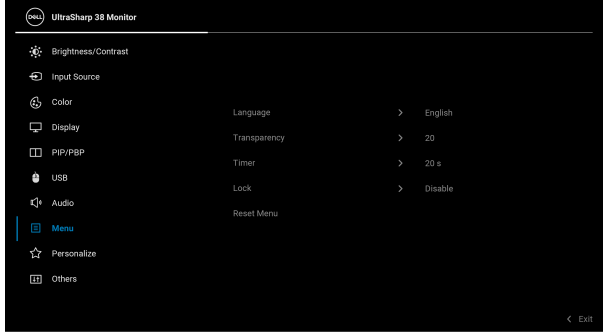 DELL UltraSharp 38 Monitor
Brightness/Contrast
Input Source
Color
Display
PIP/PBP
USB
Audio
Menu
Personalize
Others
Language > English
Transparency > 20
Timer > 20 s
Lock > Disable
Reset Menu
< Exit